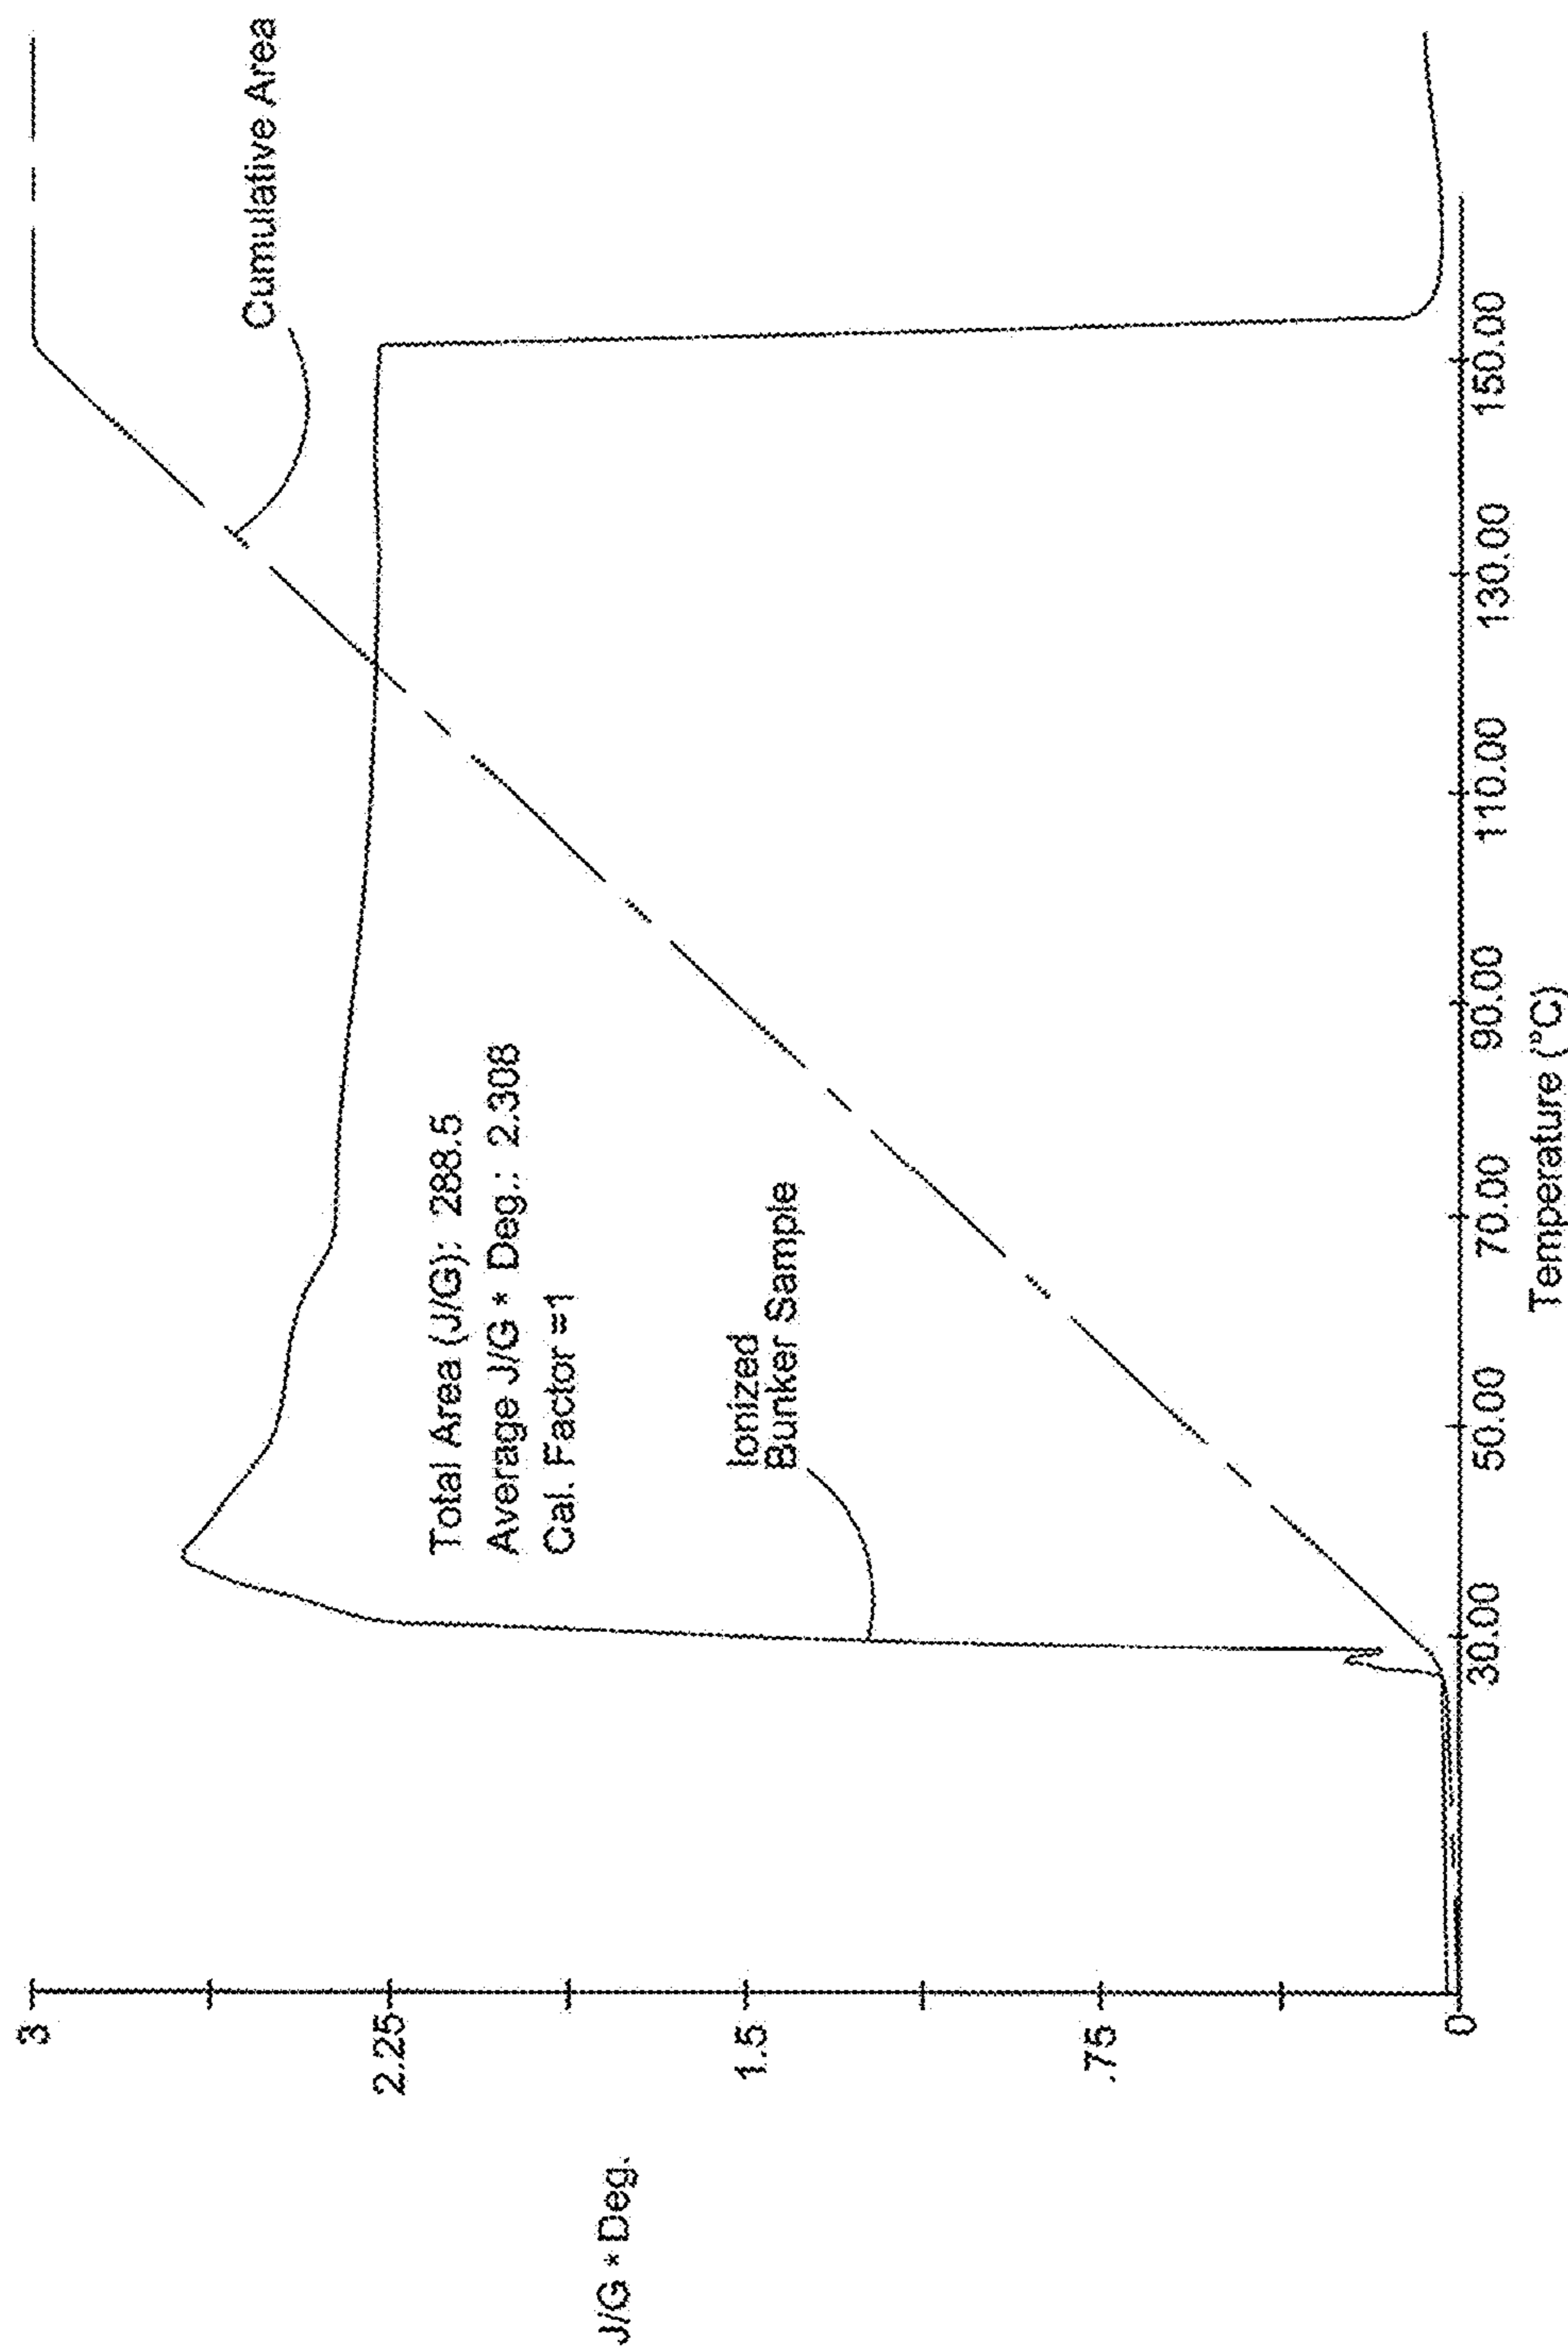 3
2.25
1.5
.75
0
J/G * Deg.
Cumulative Area
Total Area (J/G): 288.5
Average J/G * Deg.: 2.308
Cal. Factor =1
Ionized
Bunker Sample
30.00
50.00
70.00
90.00
110.00
130.00
150.00
Temperature (°C)